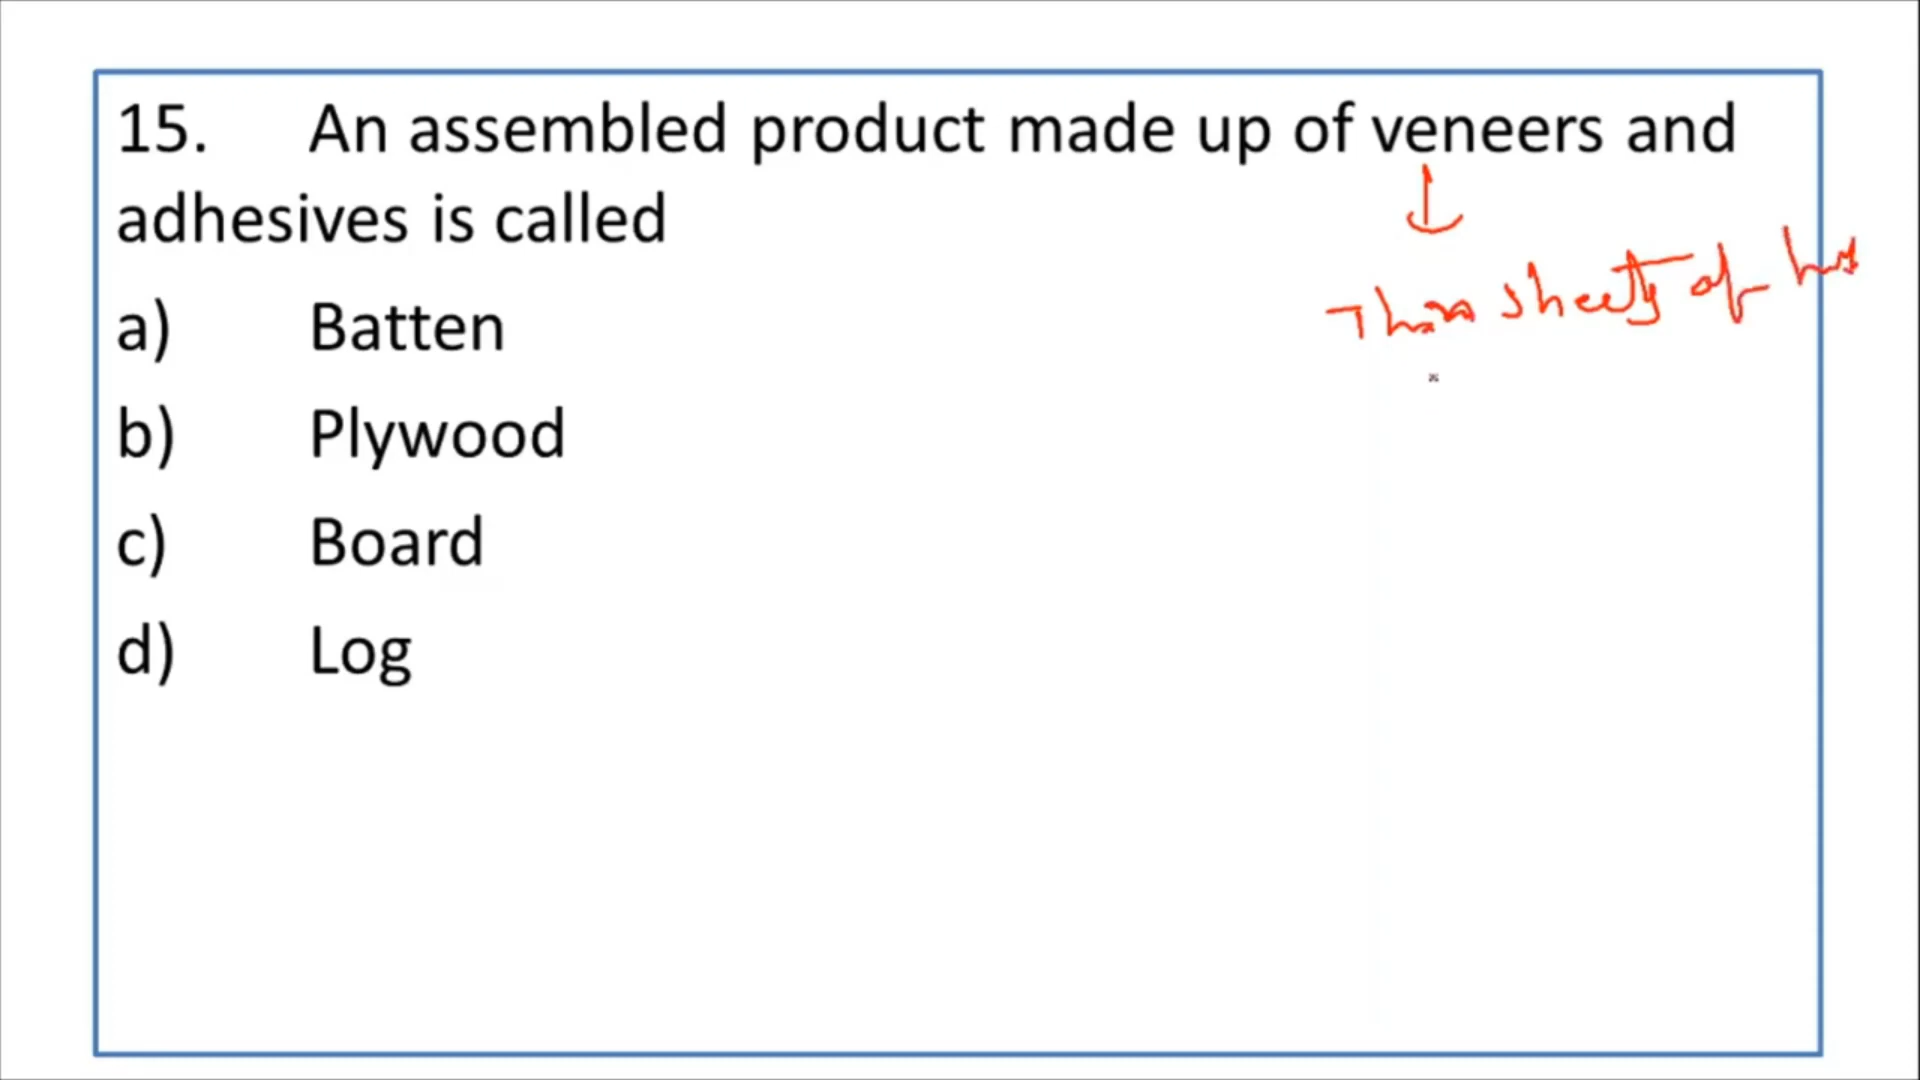 15. An assembled product made up of veneers and
adhesives is called
Thin sheets of
a) Batten
b) Plywood
c) Board
d) Log